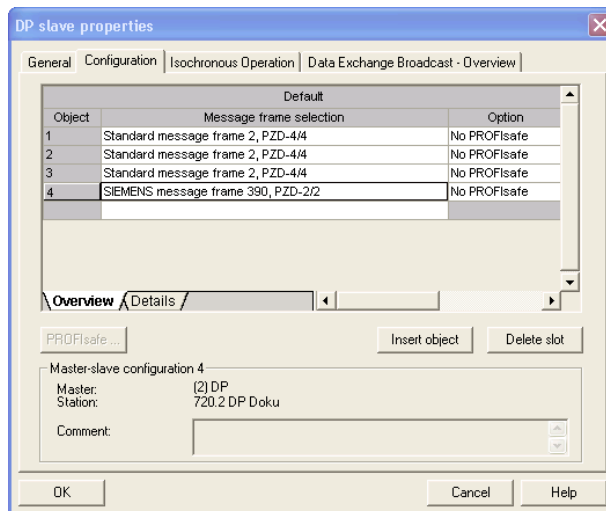 DP slave properties
General Configuration Isochronous Operation Data Exchange Broadcast - Overview
Default
Object Message frame selection Option
1 Standard message frame 2, PZD-4/4 No PROFIsafe
2 Standard message frame 2, PZD-4/4 No PROFIsafe
3 Standard message frame 2, PZD-4/4 No PROFIsafe
4 SIEMENS message frame 390, PZD-2/2 No PROFIsafe
Overview Details
PROFIsafe ... Insert object Delete slot
Master-slave configuration 4
Master: (2) DP
Station: 720.2 DP Doku
Comment:
OK Cancel Help